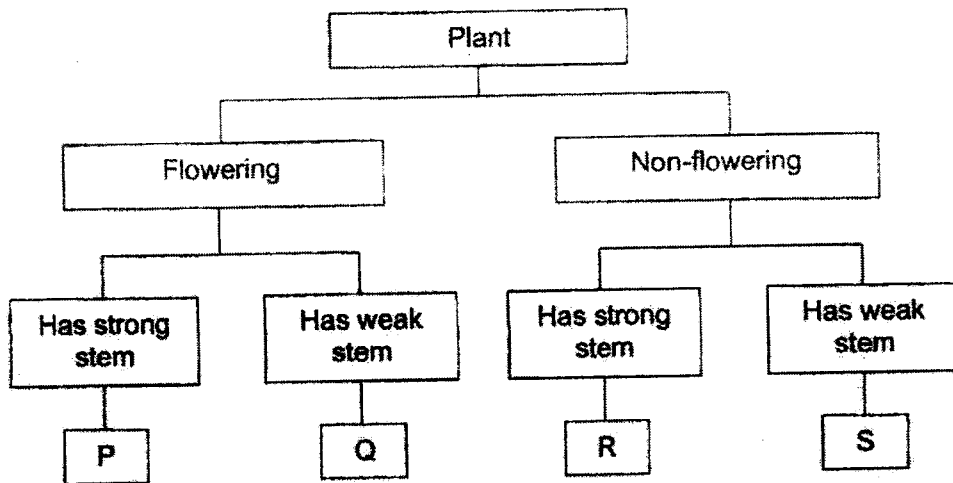 Plant
Flowering
Non-flowering
Has strong
stem
Has weak
stem
Has strong
stem
Has weak
stem
P
Q
R
S